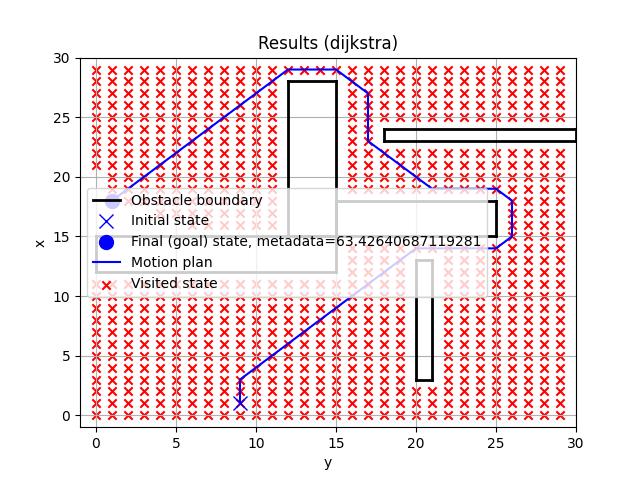 Results (dijkstra)
30
25
20
15
10
5
0
x
Obstacle boundary
Initial state
Final (goal) state, metadata=63.42640687119281
Motion plan
Visited state
0 5 10 15 20 25 30
y